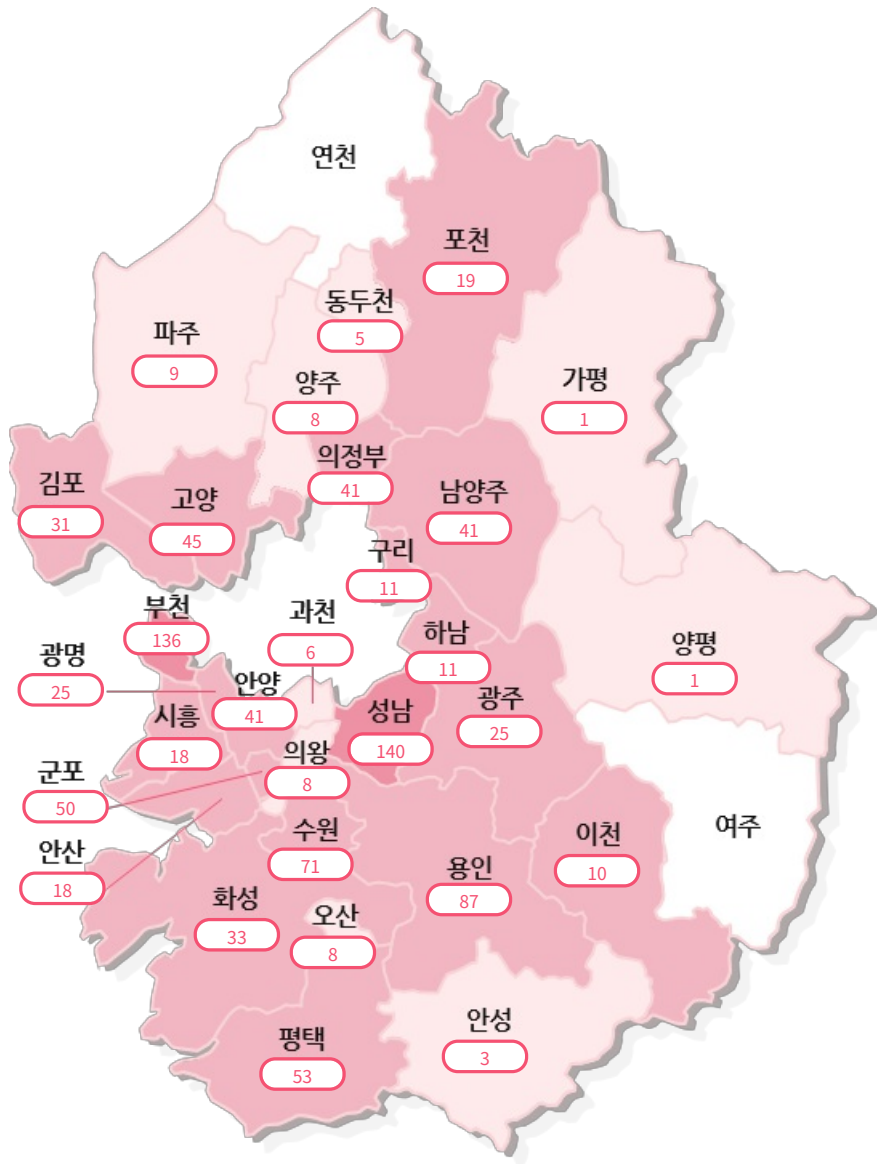 연천
포천
19
동두천
5
파주
9
양주
8
가평
1
의정부
41
김포
31
고양
45
남양주
41
구리
11
부천
136
과천
6
하남
11
양평
1
광명
25
안양
41
시흥
18
성남
140
광주
25
의왕
8
군포
50
수원
71
이천
10
여주
안산
18
용인
87
화성
33
오산
8
안성
3
평택
53